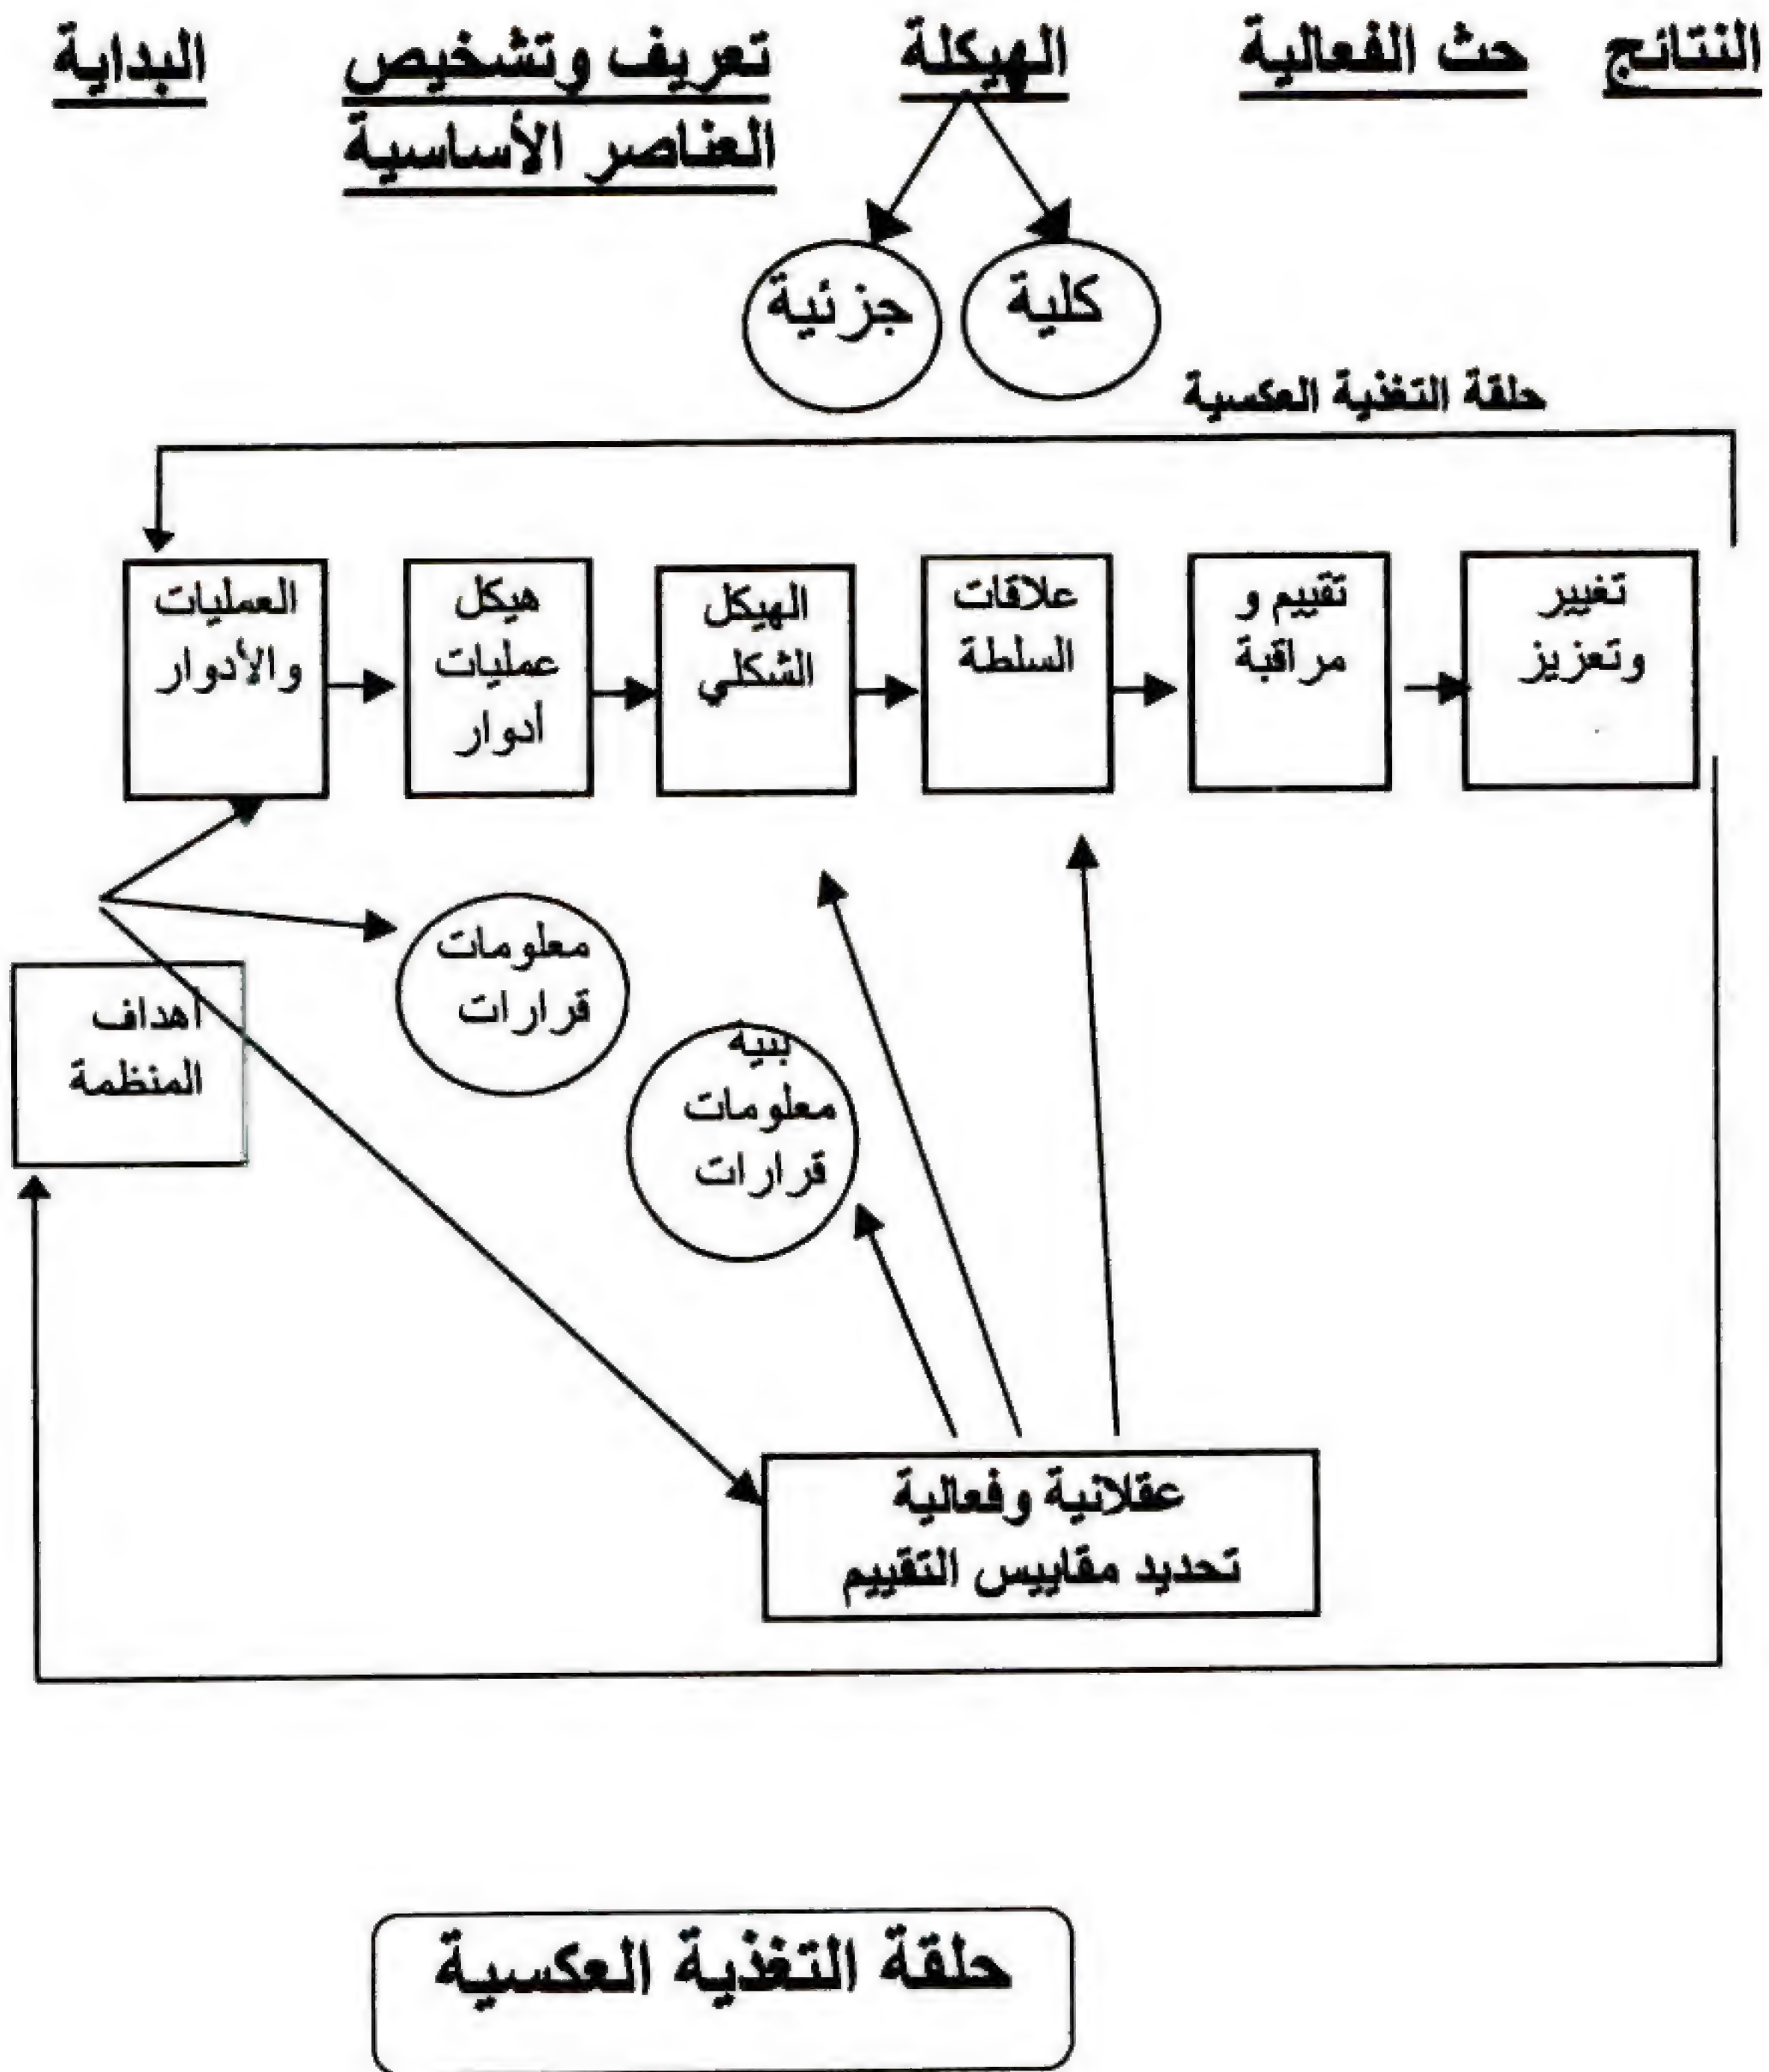 النتائج حث الفعالية الهيكلة تعريف وتشخيص البداية
العناصر الأساسية
كلية جزئية
حلقة التغذية العكسية
العمليات
والأدوار
هيكل
عمليات
أدوار
الهيكل
الشكلي
علاقات
السلطة
تقييم و
مراقبة
تغيير
وتعزيز
معلومات
قرارات
أهداف
المنظمة
معلومات
قرارات
عقلانية وفعالية
تحديد مقاييس التقييم
حلقة التغذية العكسية